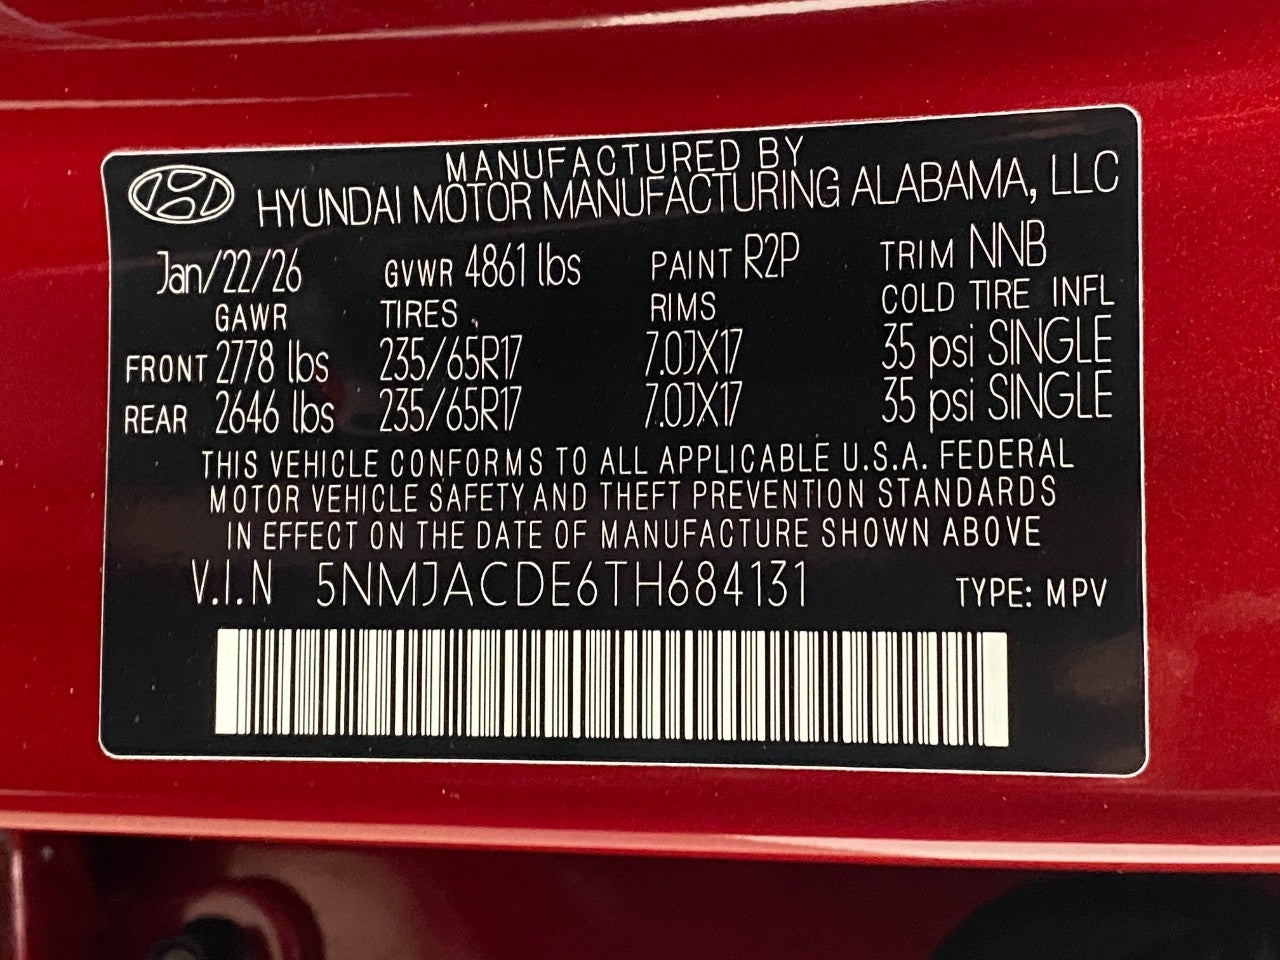 MANUFACTURED BY
HYUNDAI MOTOR MANUFACTURING ALABAMA, LLC
Jan/22/26 GVWR 4861 lbs PAINT R2P TRIM NNB
GAWR TIRES RIMS COLD TIRE INFL
FRONT 2778 lbs 235/65R17 7.0JX17 35 psi SINGLE
REAR 2646 lbs 235/65R17 7.0JX17 35 psi SINGLE
THIS VEHICLE CONFORMS TO ALL APPLICABLE U.S.A. FEDERAL
MOTOR VEHICLE SAFETY AND THEFT PREVENTION STANDARDS
IN EFFECT ON THE DATE OF MANUFACTURE SHOWN ABOVE
V.I.N 5NMJACDE6TH684131 TYPE: MPV